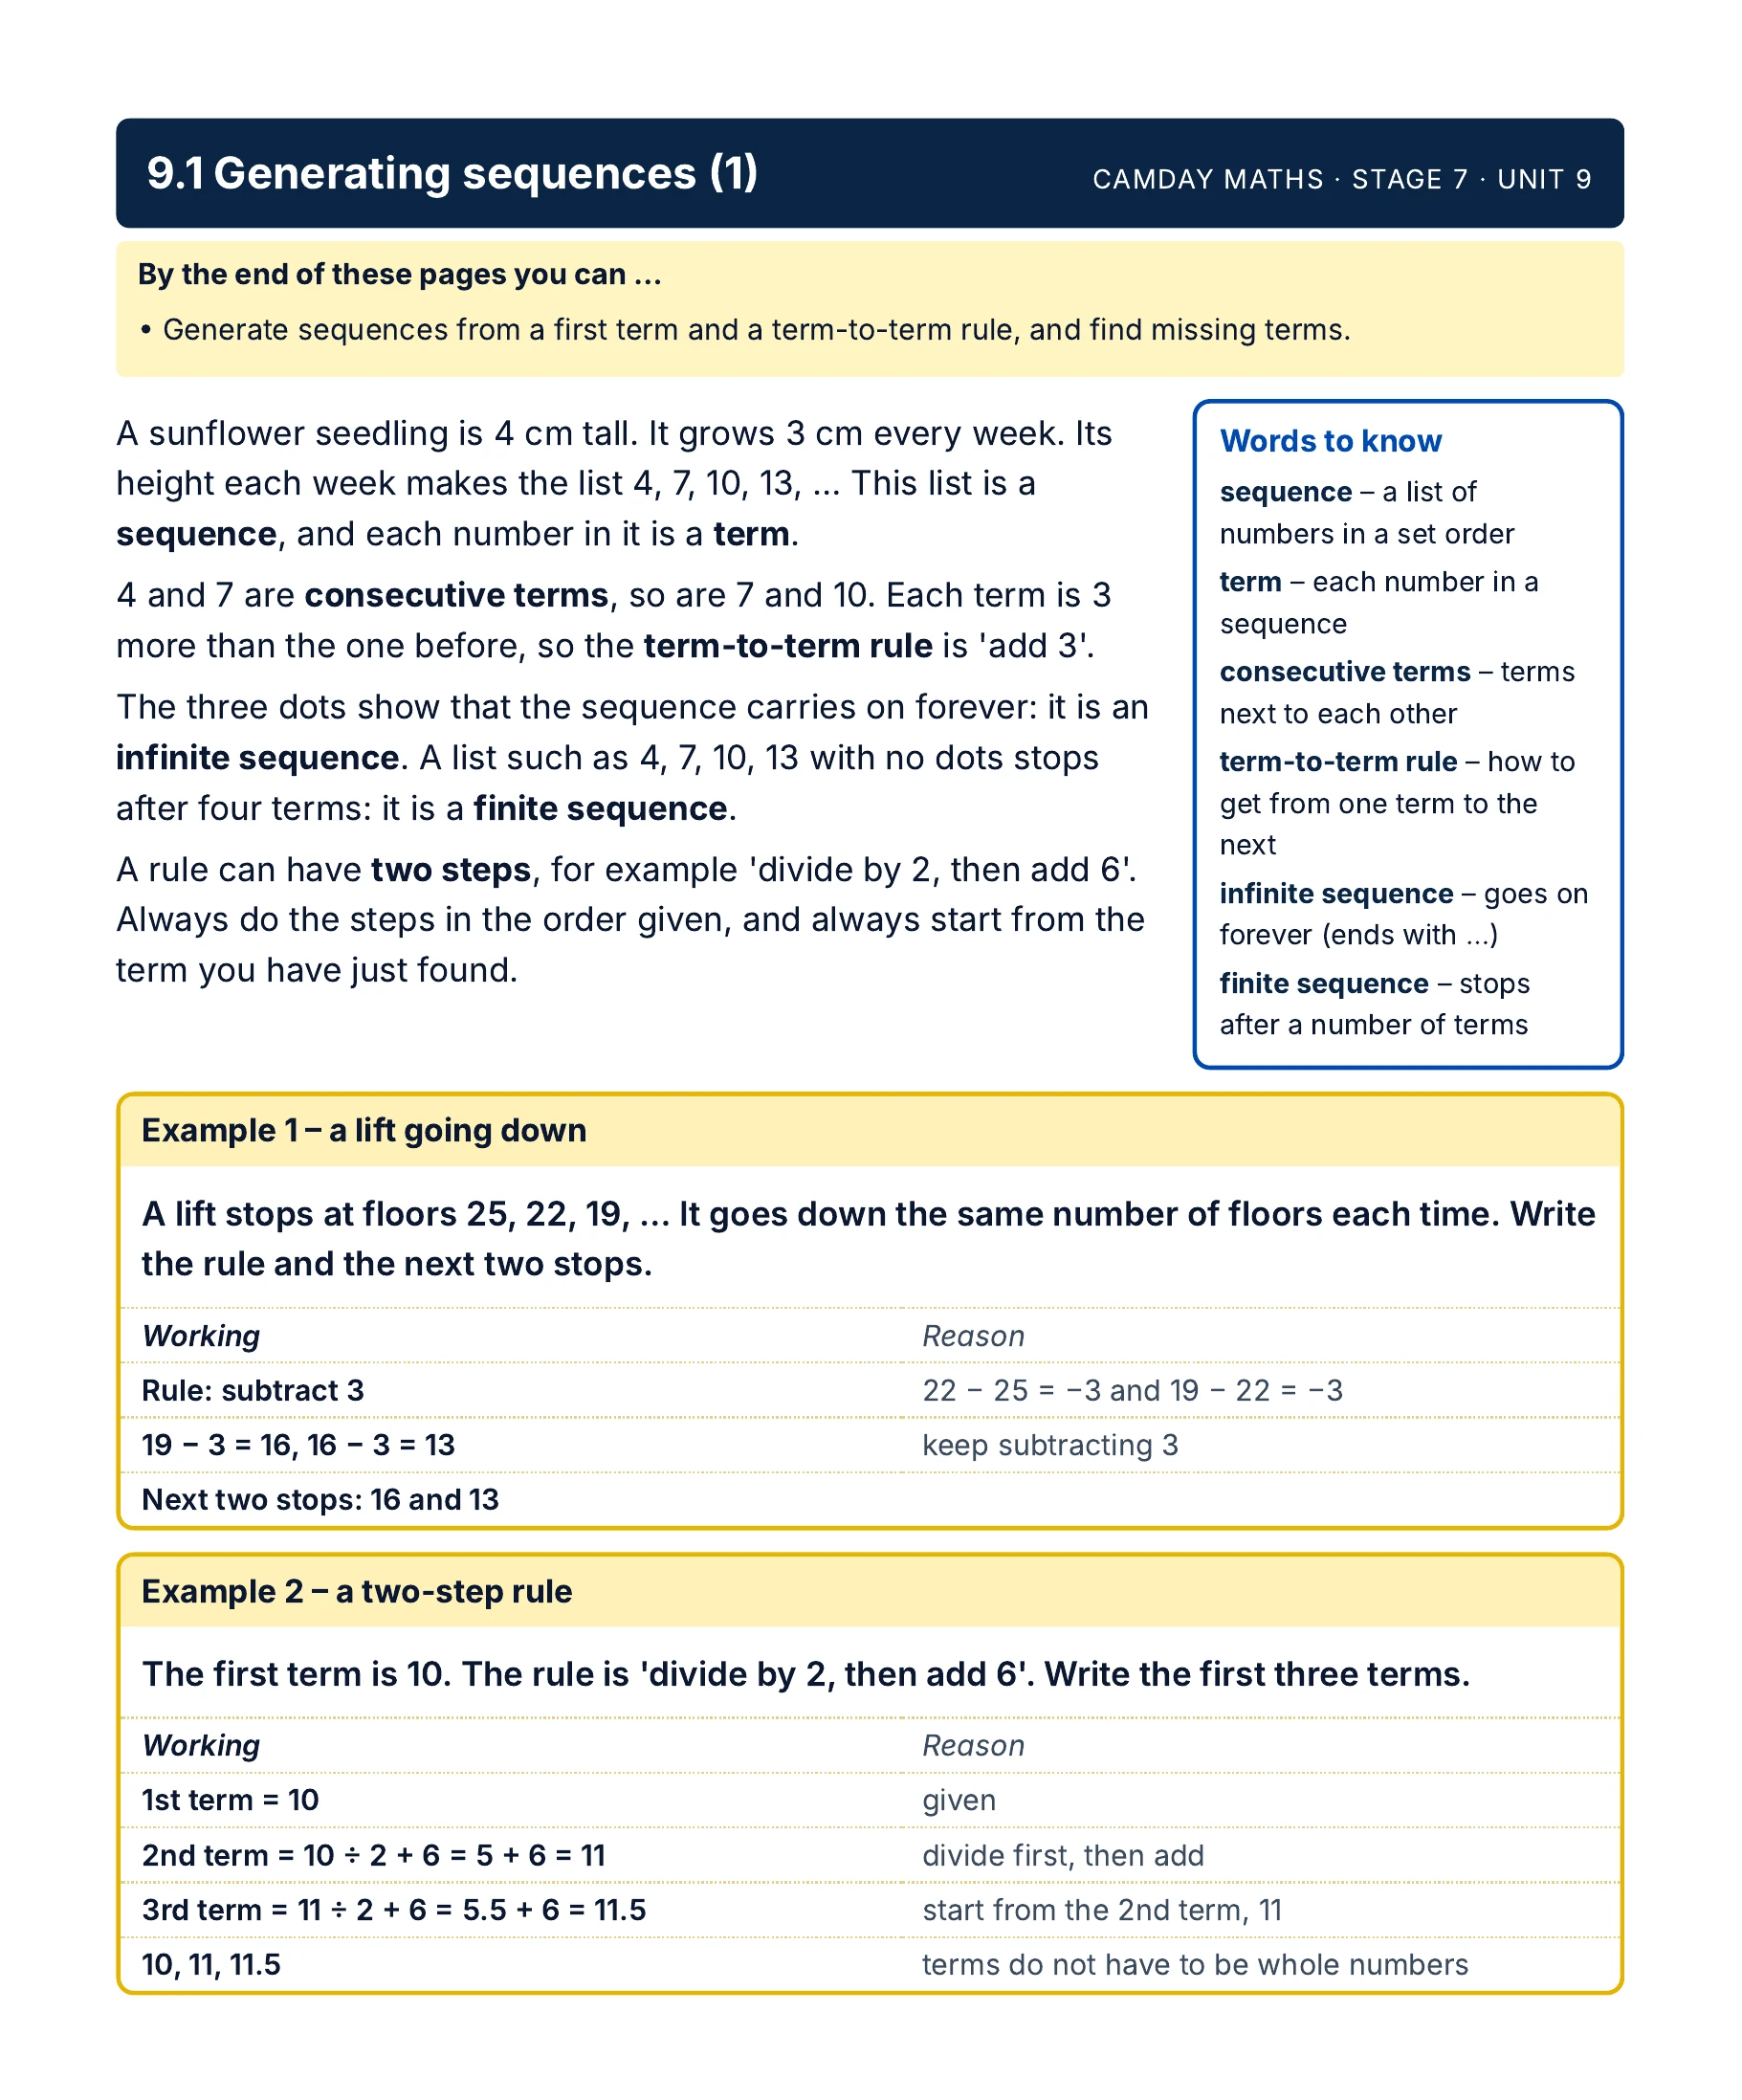 9.1 Generating sequences (1)
CAMDAY MATHS · STAGE 7 · UNIT 9
By the end of these pages you can …
• Generate sequences from a first term and a term-to-term rule, and find missing terms.
A sunflower seedling is 4 cm tall. It grows 3 cm every week. Its
height each week makes the list 4, 7, 10, 13, … This list is a
sequence, and each number in it is a term.
4 and 7 are consecutive terms, so are 7 and 10. Each term is 3
more than the one before, so the term-to-term rule is 'add 3'.
The three dots show that the sequence carries on forever: it is an
infinite sequence. A list such as 4, 7, 10, 13 with no dots stops
after four terms: it is a finite sequence.
A rule can have two steps, for example 'divide by 2, then add 6'.
Always do the steps in the order given, and always start from the
term you have just found.
Words to know
sequence – a list of
numbers in a set order
term – each number in a
sequence
consecutive terms – terms
next to each other
term-to-term rule – how to
get from one term to the
next
infinite sequence – goes on
forever (ends with …)
finite sequence – stops
after a number of terms
Example 1 – a lift going down
A lift stops at floors 25, 22, 19, … It goes down the same number of floors each time. Write
the rule and the next two stops.
Working Reason
Rule: subtract 3 22 − 25 = −3 and 19 − 22 = −3
19 − 3 = 16, 16 − 3 = 13 keep subtracting 3
Next two stops: 16 and 13
Example 2 – a two-step rule
The first term is 10. The rule is 'divide by 2, then add 6'. Write the first three terms.
Working Reason
1st term = 10 given
2nd term = 10 ÷ 2 + 6 = 5 + 6 = 11 divide first, then add
3rd term = 11 ÷ 2 + 6 = 5.5 + 6 = 11.5 start from the 2nd term, 11
10, 11, 11.5 terms do not have to be whole numbers